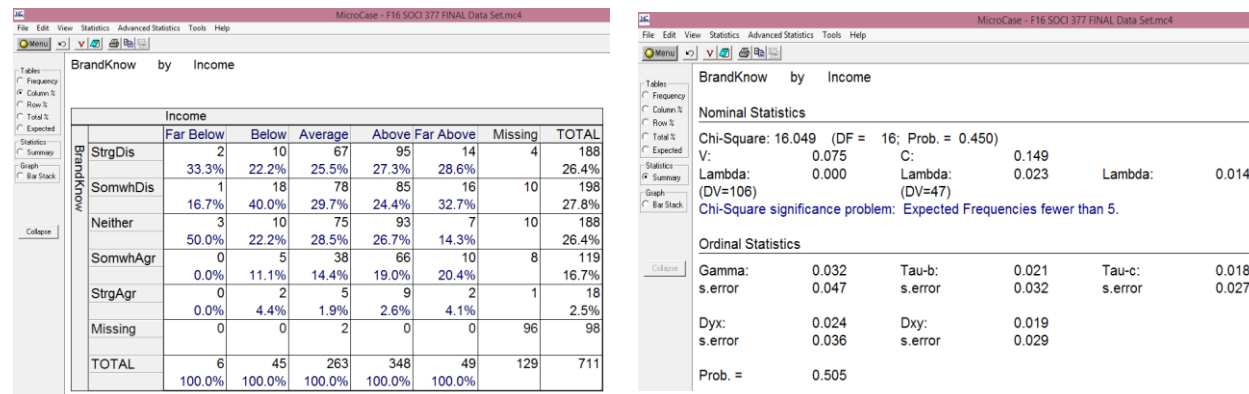 MicroCase - F16 SOCI 377 FINAL Data Set.mc4
File Edit View Statistics Advanced Statistics Tools Help
Menu
BrandKnow by Income
Tables
Frequency
Column %
Row %
Total %
Expected
Statistics
Summary
Graph
Bar Stack
Collapse
Income
Far Below Below Average Above Far Above Missing TOTAL
BrandKnow
StrgDis 2 10 67 95 14 4 188
33.3% 22.2% 25.5% 27.3% 28.6% 26.4%
SomwhDis 1 18 78 85 16 10 198
16.7% 40.0% 29.7% 24.4% 32.7% 27.8%
Neither 3 10 75 93 7 10 188
50.0% 22.2% 28.5% 26.7% 14.3% 26.4%
SomwhAgr 0 5 38 66 10 8 119
0.0% 11.1% 14.4% 19.0% 20.4% 16.7%
StrgAgr 0 2 5 9 2 1 18
0.0% 4.4% 1.9% 2.6% 4.1% 2.5%
Missing 0 0 2 0 0 96 98
TOTAL 6 45 263 348 49 129 711
100.0% 100.0% 100.0% 100.0% 100.0%
MicroCase - F16 SOCI 377 FINAL Data Set.mc4
File Edit View Statistics Advanced Statistics Tools Help
Menu
BrandKnow by Income
Tables
Frequency
Column %
Row %
Total %
Expected
Statistics
Summary
Graph
Bar Stack
Collapse
Nominal Statistics
Chi-Square: 16.049 (DF = 16; Prob. = 0.450)
V: 0.075 C: 0.149
Lambda: 0.000 Lambda: 0.023 Lambda: 0.014
(DV=106) (DV=47)
Chi-Square significance problem: Expected Frequencies fewer than 5.
Ordinal Statistics
Gamma: 0.032 Tau-b: 0.021 Tau-c: 0.018
s.error 0.047 s.error 0.032 s.error 0.027
Dyx: 0.024 Dxy: 0.019
s.error 0.036 s.error 0.029
Prob. = 0.505